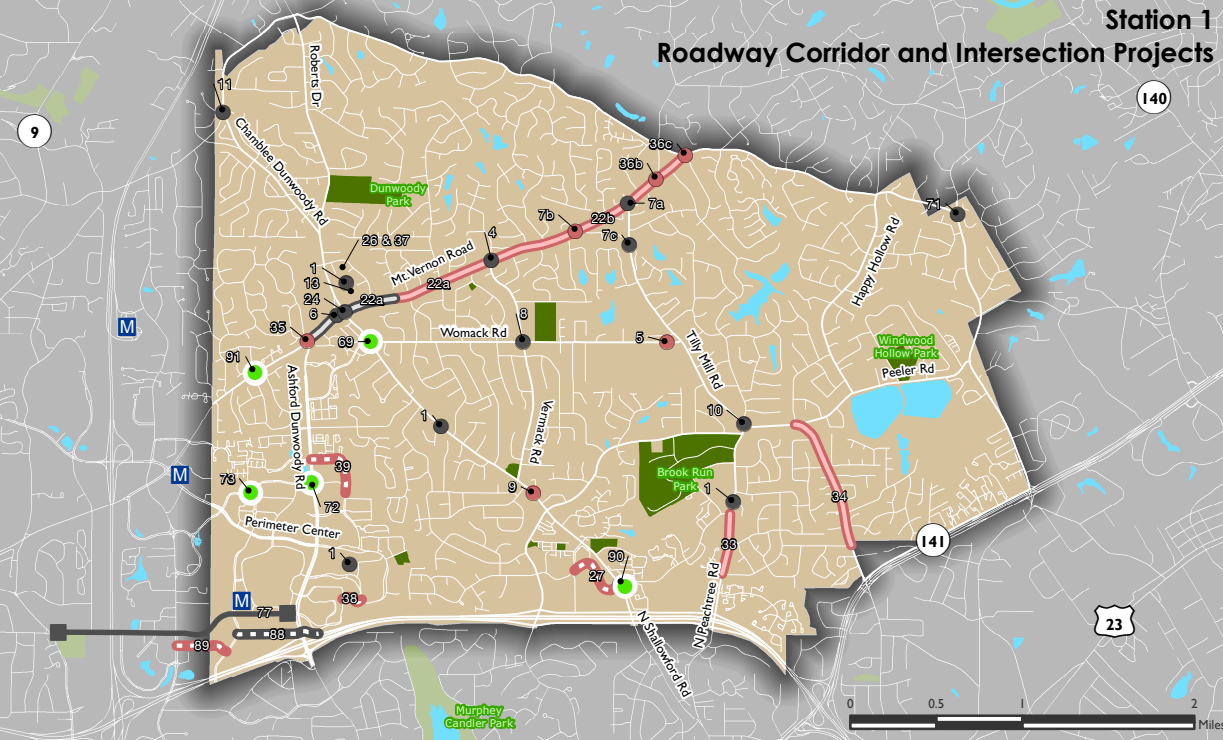 Station 1
Roadway Corridor and Intersection Projects
140
9
11
Roberts Dr
Chamblee Dunwoody Rd
Dunwoody
Park
36c
36b
7a
22b
7b
7c
71
Happy Hollow Rd
4
Mt.Vernon Road
26 & 37
1
13
24
22a
22a
6
35
M
69
Womack Rd
8
5
Tilly Mill Rd
Windwood
Hollow Park
Peeler Rd
91
Ashford Dunwoody Rd
1
Vermack Rd
10
39
M
73
72
9
Brook Run
Park
1
34
Perimeter Center
1
33
141
90
27
N Peachtree Rd
38
M
77
88
89
N Shallowford Rd
23
Murphey
Candler Park
0
0.5
1
2
Miles